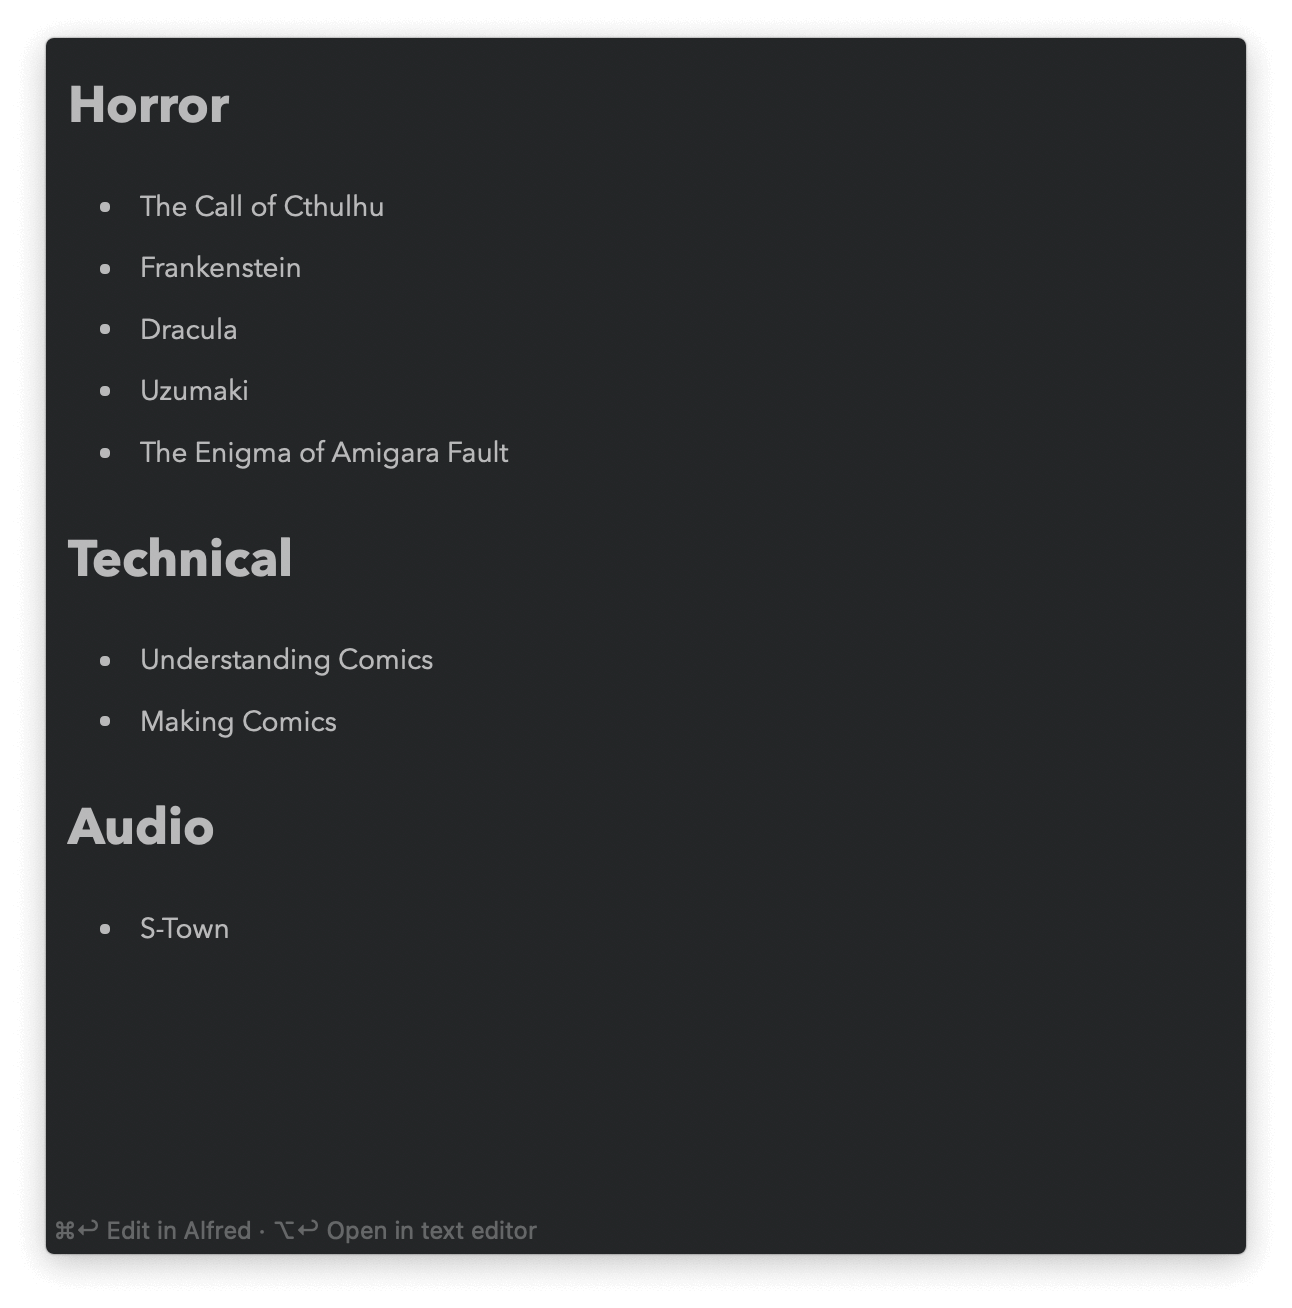 Horror
• The Call of Cthulhu
• Frankenstein
• Dracula
• Uzumaki
• The Enigma of Amigara Fault
Technical
• Understanding Comics
• Making Comics
Audio
• S-Town
⌘↩ Edit in Alfred · ⌥↩ Open in text editor